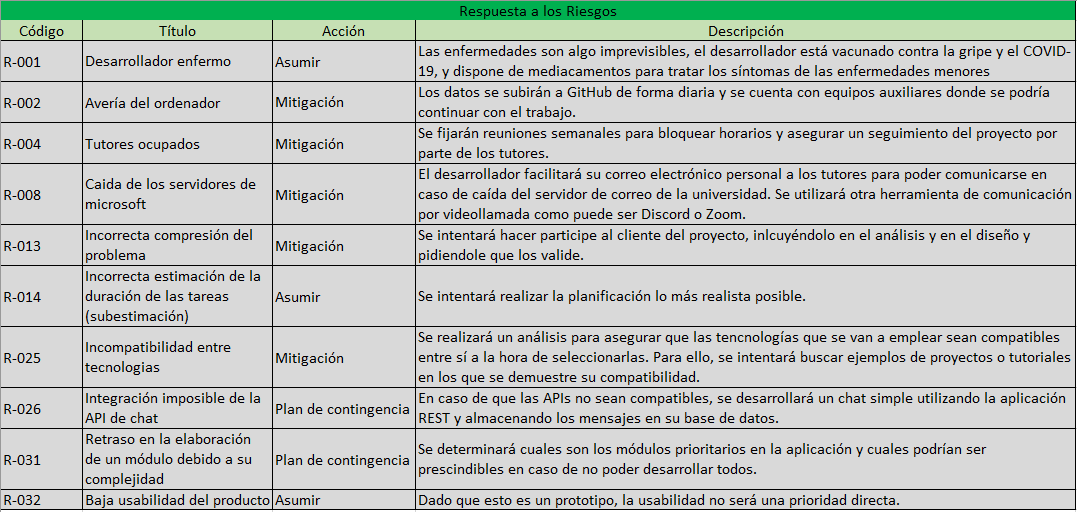 Respuesta a los Riesgos
Código Título Acción Descripción
R-001 Desarrollador enfermo Asumir Las enfermedades son algo imprevisibles, el desarrollador está vacunado contra la gripe y el COVID-
19, y dispone de mediacamentos para tratar los síntomas de las enfermedades menores
R-002 Avería del ordenador Mitigación Los datos se subirán a GitHub de forma diaria y se cuenta con equipos auxiliares donde se podría
continuar con el trabajo.
R-004 Tutores ocupados Mitigación Se fijarán reuniones semanales para bloquear horarios y asegurar un seguimiento del proyecto por
parte de los tutores.
R-008 Caida de los servidores de
microsoft
Mitigación
El desarrollador facilitará su correo electrónico personal a los tutores para poder comunicarse en
caso de caída del servidor de correo de la universidad. Se utilizará otra herramienta de comunicación
por videollamada como puede ser Discord o Zoom.
R-013 Incorrecta compresión del
problema
Mitigación
Se intentará hacer participe al cliente del proyecto, inlcuyéndolo en el análisis y en el diseño y
pidiendole que los valide.
R-014 Incorrecta estimación de la
duración de las tareas
(subestimación)
Asumir
Se intentará realizar la planificación lo más realista posible.
R-025 Incompatibilidad entre
tecnologias
Mitigación
Se realizará un análisis para asegurar que las tencnologías que se van a emplear sean compatibles
entre sí a la hora de seleccionarlas. Para ello, se intentará buscar ejemplos de proyectos o tutoriales
en los que se demuestre su compatibilidad.
R-026 Integración imposible de la
API de chat
Plan de contingencia
En caso de que las APIs no sean compatibles, se desarrollará un chat simple utilizando la aplicación
REST y almacenando los mensajes en su base de datos.
R-031 Retraso en la elaboración
de un módulo debido a su
complejidad
Plan de contingencia
Se determinará cuales son los módulos prioritarios en la aplicación y cuales podrían ser
prescindibles en caso de no poder desarrollar todos.
R-032 Baja usabilidad del producto Asumir Dado que esto es un prototipo, la usabilidad no será una prioridad directa.